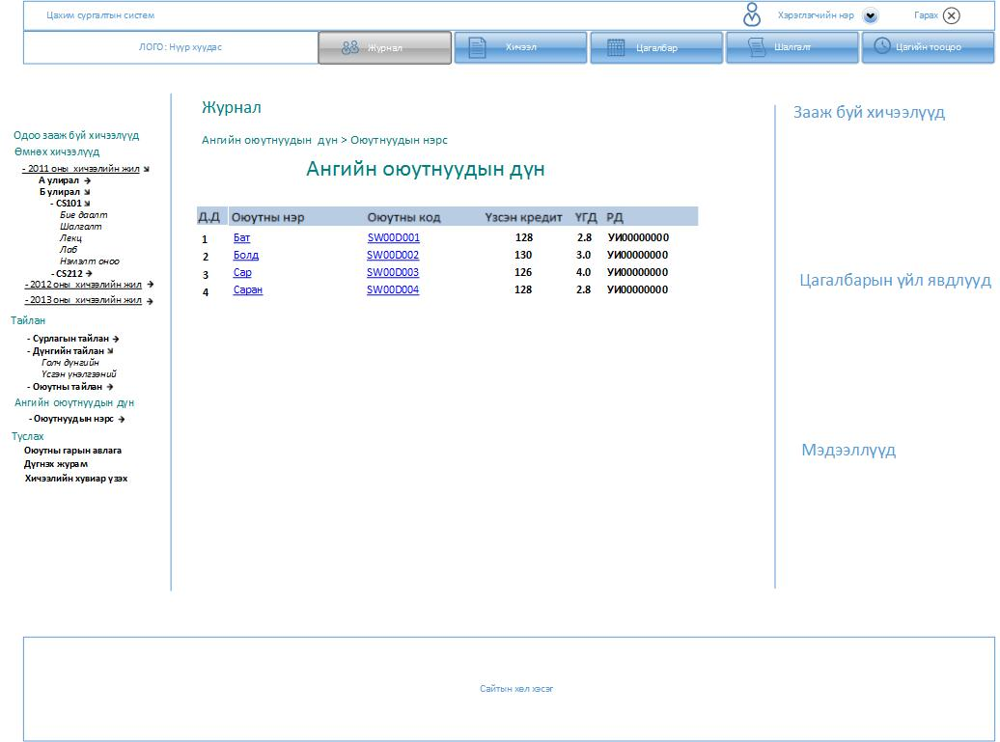 Цахим сургалтын систем
Хэрэглэгчийн нэр
Гарах
ЛОГО: Нүүр хуудас
Журнал
Хичээл
Цагалбар
Шалгалт
Цагийн тооцоо
Одоо зааж буй хичээлүүд
Өмнөх хичээлүүд
- 2011 оны хичээлийн жил
А улирал
Б улирал
- CS101
Бие даалт
Шалгалт
Лекц
Лаб
Нэмэлт оноо
- CS212
- 2012 оны хичээлийн жил
- 2013 оны хичээлийн жил
Тайлан
- Сурлагын тайлан
- Дүнгийн тайлан
Голч дүнгийн
Үсгэн үнэлгээний
- Оюутны тайлан
Ангийн оюутнуудын дүн
- Оюутнуудын нэрс
Туслах
Оюутны гарын авлага
Дүгнэх журам
Хичээлийн хувиар үзэх
Журнал
Ангийн оюутнуудын дүн > Оюутнуудын нэрс
Ангийн оюутнуудын дүн
Д.Д Оюутны нэр Оюутны код Үзсэн кредит ҮГД РД
1 Бат SW00D001 128 2.8 УИ00000000
2 Болд SW00D002 130 3.0 УИ00000000
3 Сар SW00D003 126 4.0 УИ00000000
4 Саран SW00D004 128 2.8 УИ00000000
Зааж буй хичээлүүд
Цагалбарын үйл явдлууд
Мэдээллүүд
Сайтын хөл хэсэг